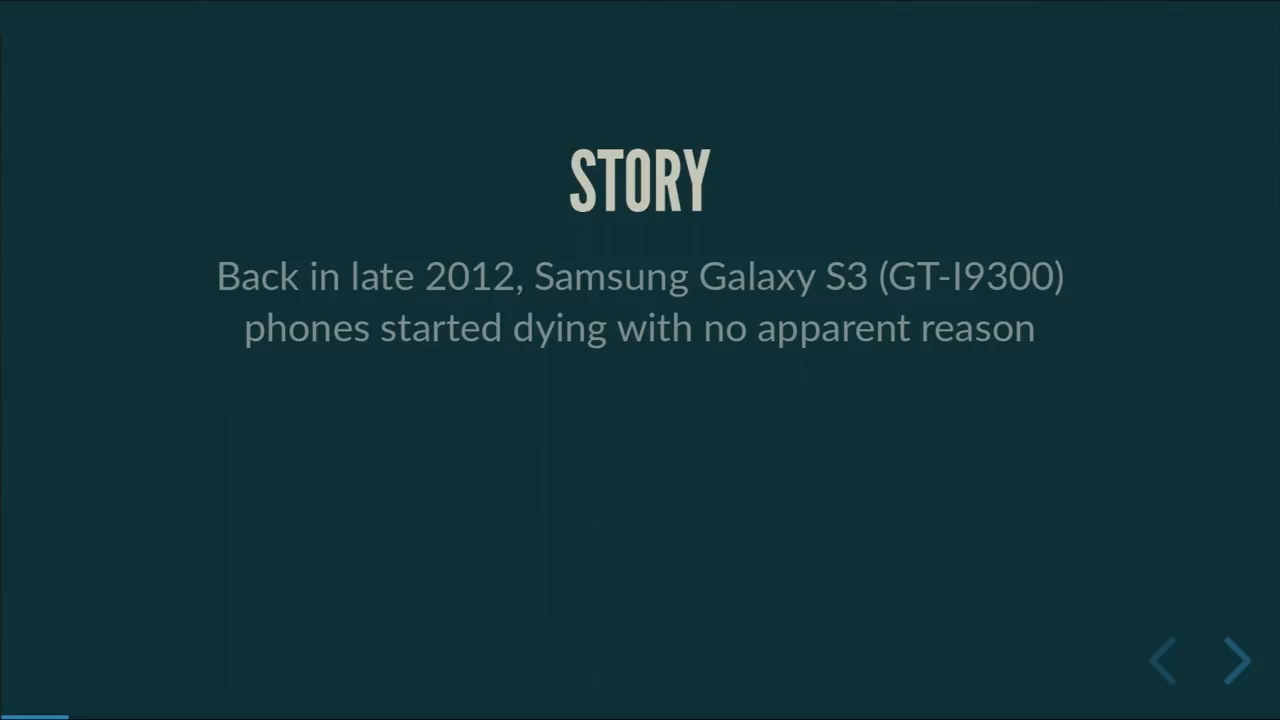 STORY
Back in late 2012, Samsung Galaxy S3 (GT-I9300)
phones started dying with no apparent reason